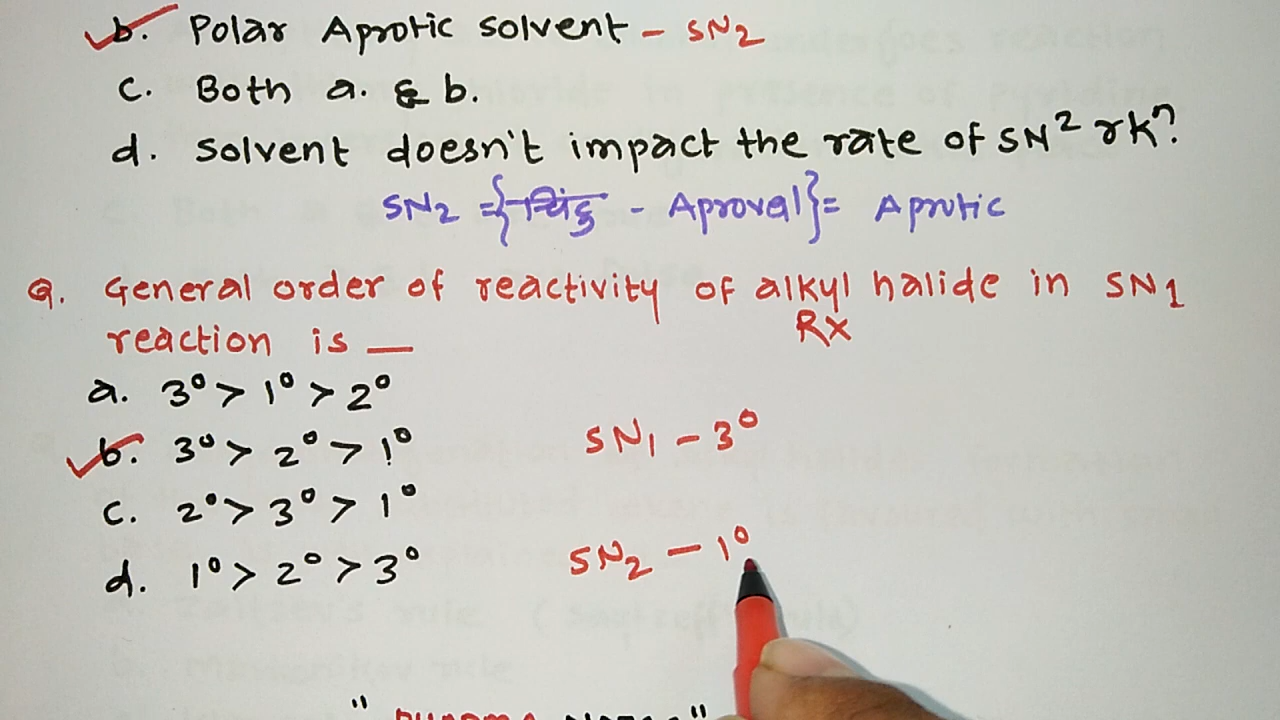 b. Polar Aprotic solvent - SN2
c. Both a. & b.
d. Solvent doesn't impact the rate of SN² rxⁿ?
SN2 = { - Aproval } = Aprotic
Q. General order of reactivity of alkyl halide in SN1
RX
reaction is —
a. 3° > 1° > 2°
b. 3° > 2° > 1°
SN1 - 3°
c. 2° > 3° > 1°
d. 1° > 2° > 3°
SN2 - 1°